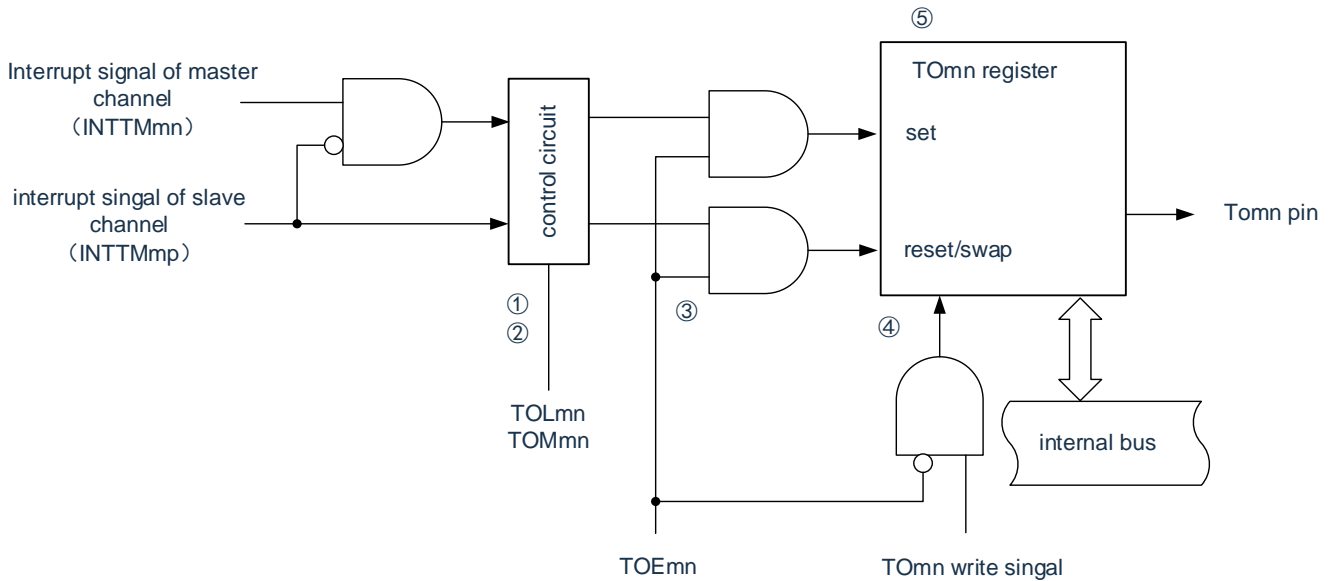 ⑤
Interrupt signal of master
channel
（INTTMmn）
TOmn register
set
control circuit
interrupt singal of slave
channel
（INTTMmp）
Tomn pin
reset/swap
①
②
③
④
TOLmn
TOMmn
internal bus
TOEmn
TOmn write singal